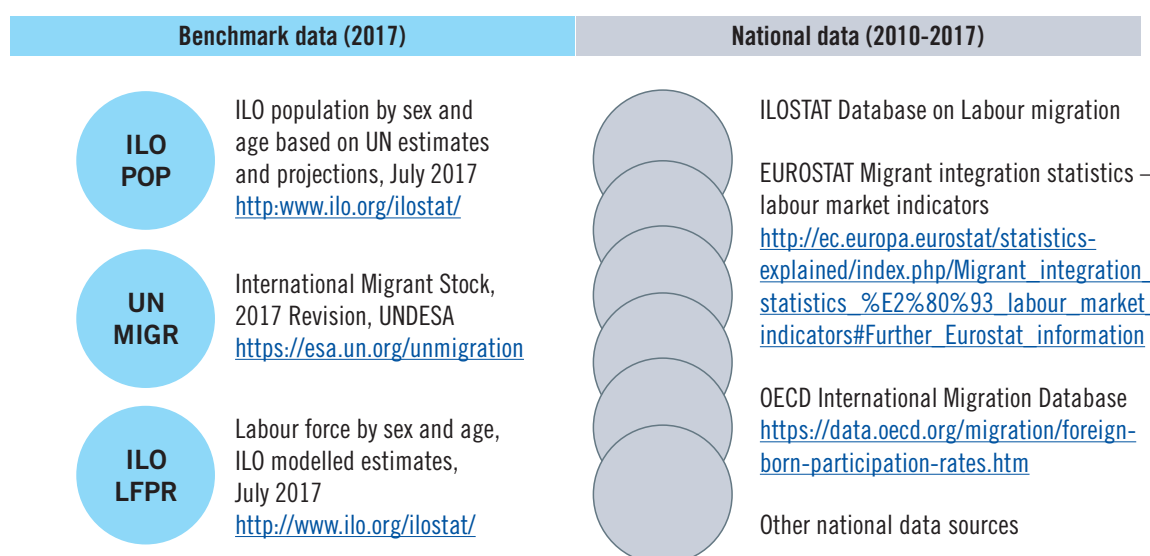 Benchmark data (2017)
ILO
POP
ILO population by sex and
age based on UN estimates
and projections, July 2017
http:www.ilo.org/ilostat/
UN
MIGR
International Migrant Stock,
2017 Revision, UNDESA
https://esa.un.org/unmigration
ILO
LFPR
Labour force by sex and age,
ILO modelled estimates,
July 2017
http://www.ilo.org/ilostat/
National data (2010-2017)
ILOSTAT Database on Labour migration
EUROSTAT Migrant integration statistics –
labour market indicators
http://ec.europa.eurostat/statistics-
explained/index.php/Migrant_integration_
statistics_%E2%80%93_labour_market_
indicators#Further_Eurostat_information
OECD International Migration Database
https://data.oecd.org/migration/foreign-
born-participation-rates.htm
Other national data sources